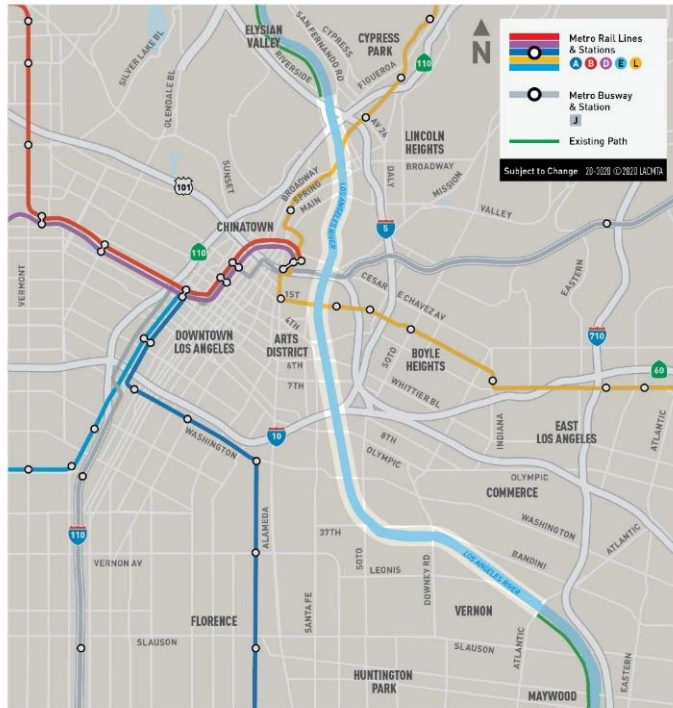 ELYSIAN
VALLEY
SAN FERNANDO RD
CYPRESS
CYPRESS
PARK
RIVERSIDE
FIGUEROA
110
SILVER LAKE BL
GLENDALE BL
SUNSET
101
AV 26
LINCOLN
HEIGHTS
BROADWAY
DALY
MISSION
BROADWAY
SPRING
MAIN
LOS ANGELES RIVER
VALLEY
5
CHINATOWN
110
VERMONT
EASTERN
CESAR E CHAVEZ AV
1ST
4TH
DOWNTOWN
LOS ANGELES
ARTS
DISTRICT
6TH
7TH
SOTO
BOYLE
HEIGHTS
WHITTIER BL
710
60
INDIANA
EAST
LOS ANGELES
ATLANTIC
WASHINGTON
10
8TH
OLYMPIC
OLYMPIC
COMMERCE
WASHINGTON
ATLANTIC
ALAMEDA
37TH
SOTO
LEONIS
DOWNEY RD
LOS ANGELES RIVER
BANDINI
110
VERNON AV
SANTA FE
VERNON
FLORENCE
SLAUSON
SLAUSON
ATLANTIC
EASTERN
HUNTINGTON
PARK
MAYWOOD
N
Metro Rail Lines
& Stations
A B D E L
Metro Busway
& Station
J
Existing Path
Subject to Change 20-3020 ©2020 LACMTA